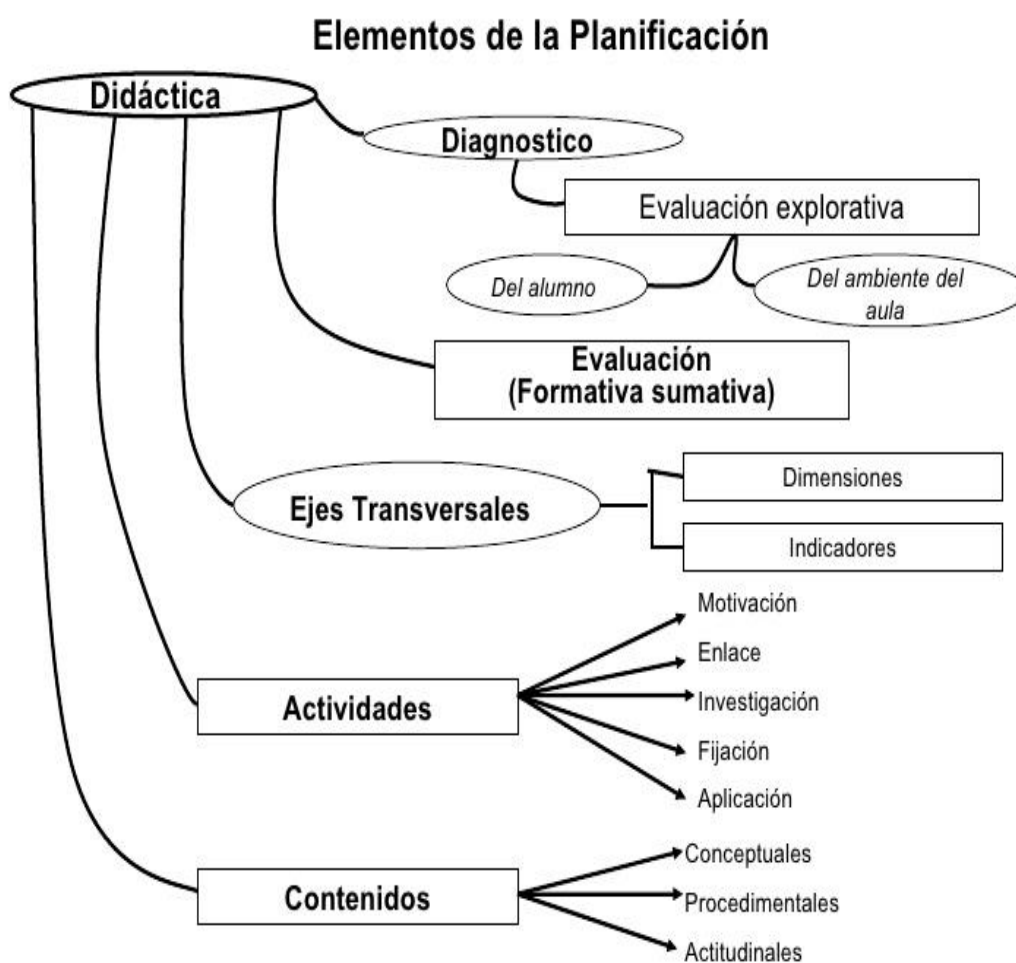 Elementos de la Planificación
Didáctica
Diagnostico
Evaluación explorativa
Del alumno
Del ambiente del
aula
Evaluación
(Formativa sumativa)
Ejes Transversales
Dimensiones
Indicadores
Actividades
Motivación
Enlace
Investigación
Fijación
Aplicación
Contenidos
Conceptuales
Procedimentales
Actitudinales